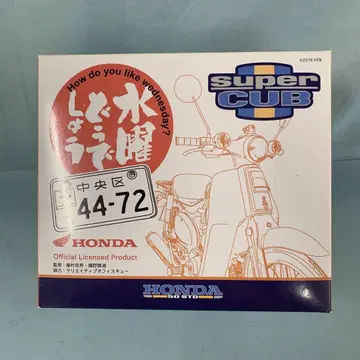 How do you like wednesday?
水曜
どうで
しょう
super
CUB
中央区
44-72
HONDA
Official Licensed Product
監修:藤村忠寿・嬉野雅道
協力:クリエイティブオフィスキュー
HONDA
50 STD